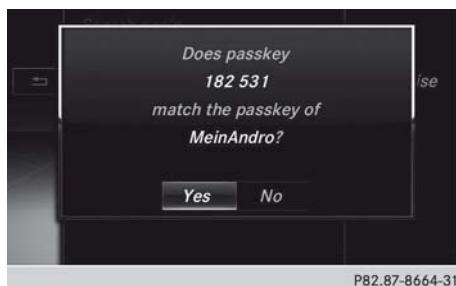 Does passkey
182 531
match the passkey of
MeinAndro?
ise
Yes No
P82.87-8664-31